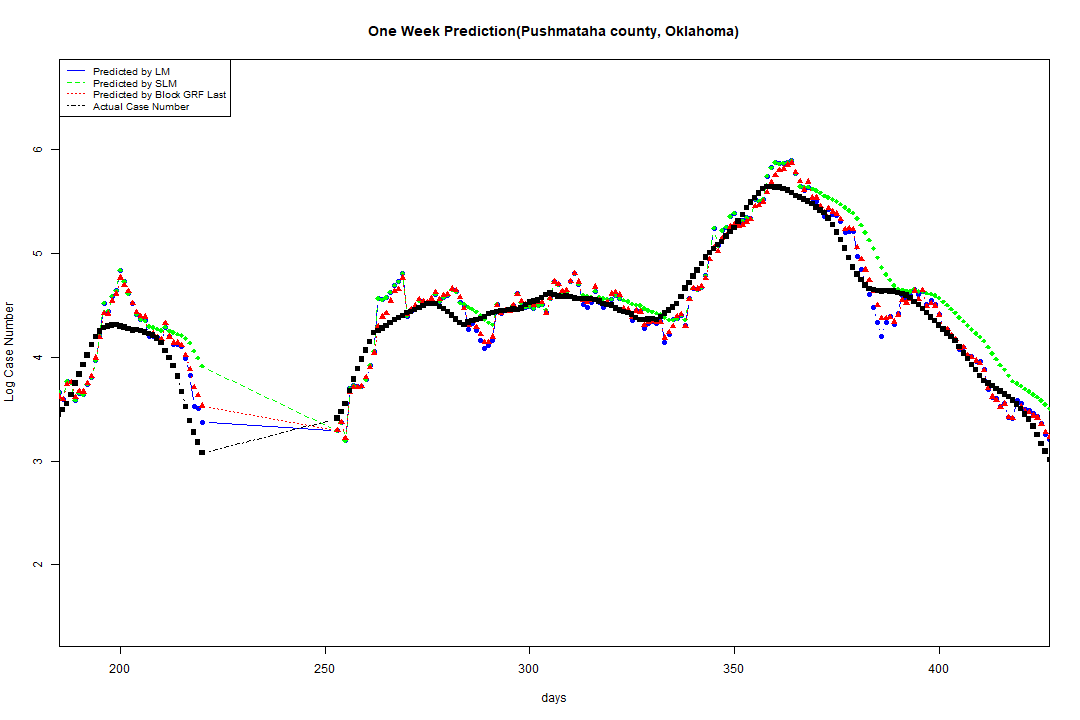 One Week Prediction(Pushmataha county, Oklahoma)
Predicted by LM
Predicted by SLM
Predicted by Block GRF Last
Actual Case Number
6
5
4
3
2
Log Case Number
200
250
300
350
400
days